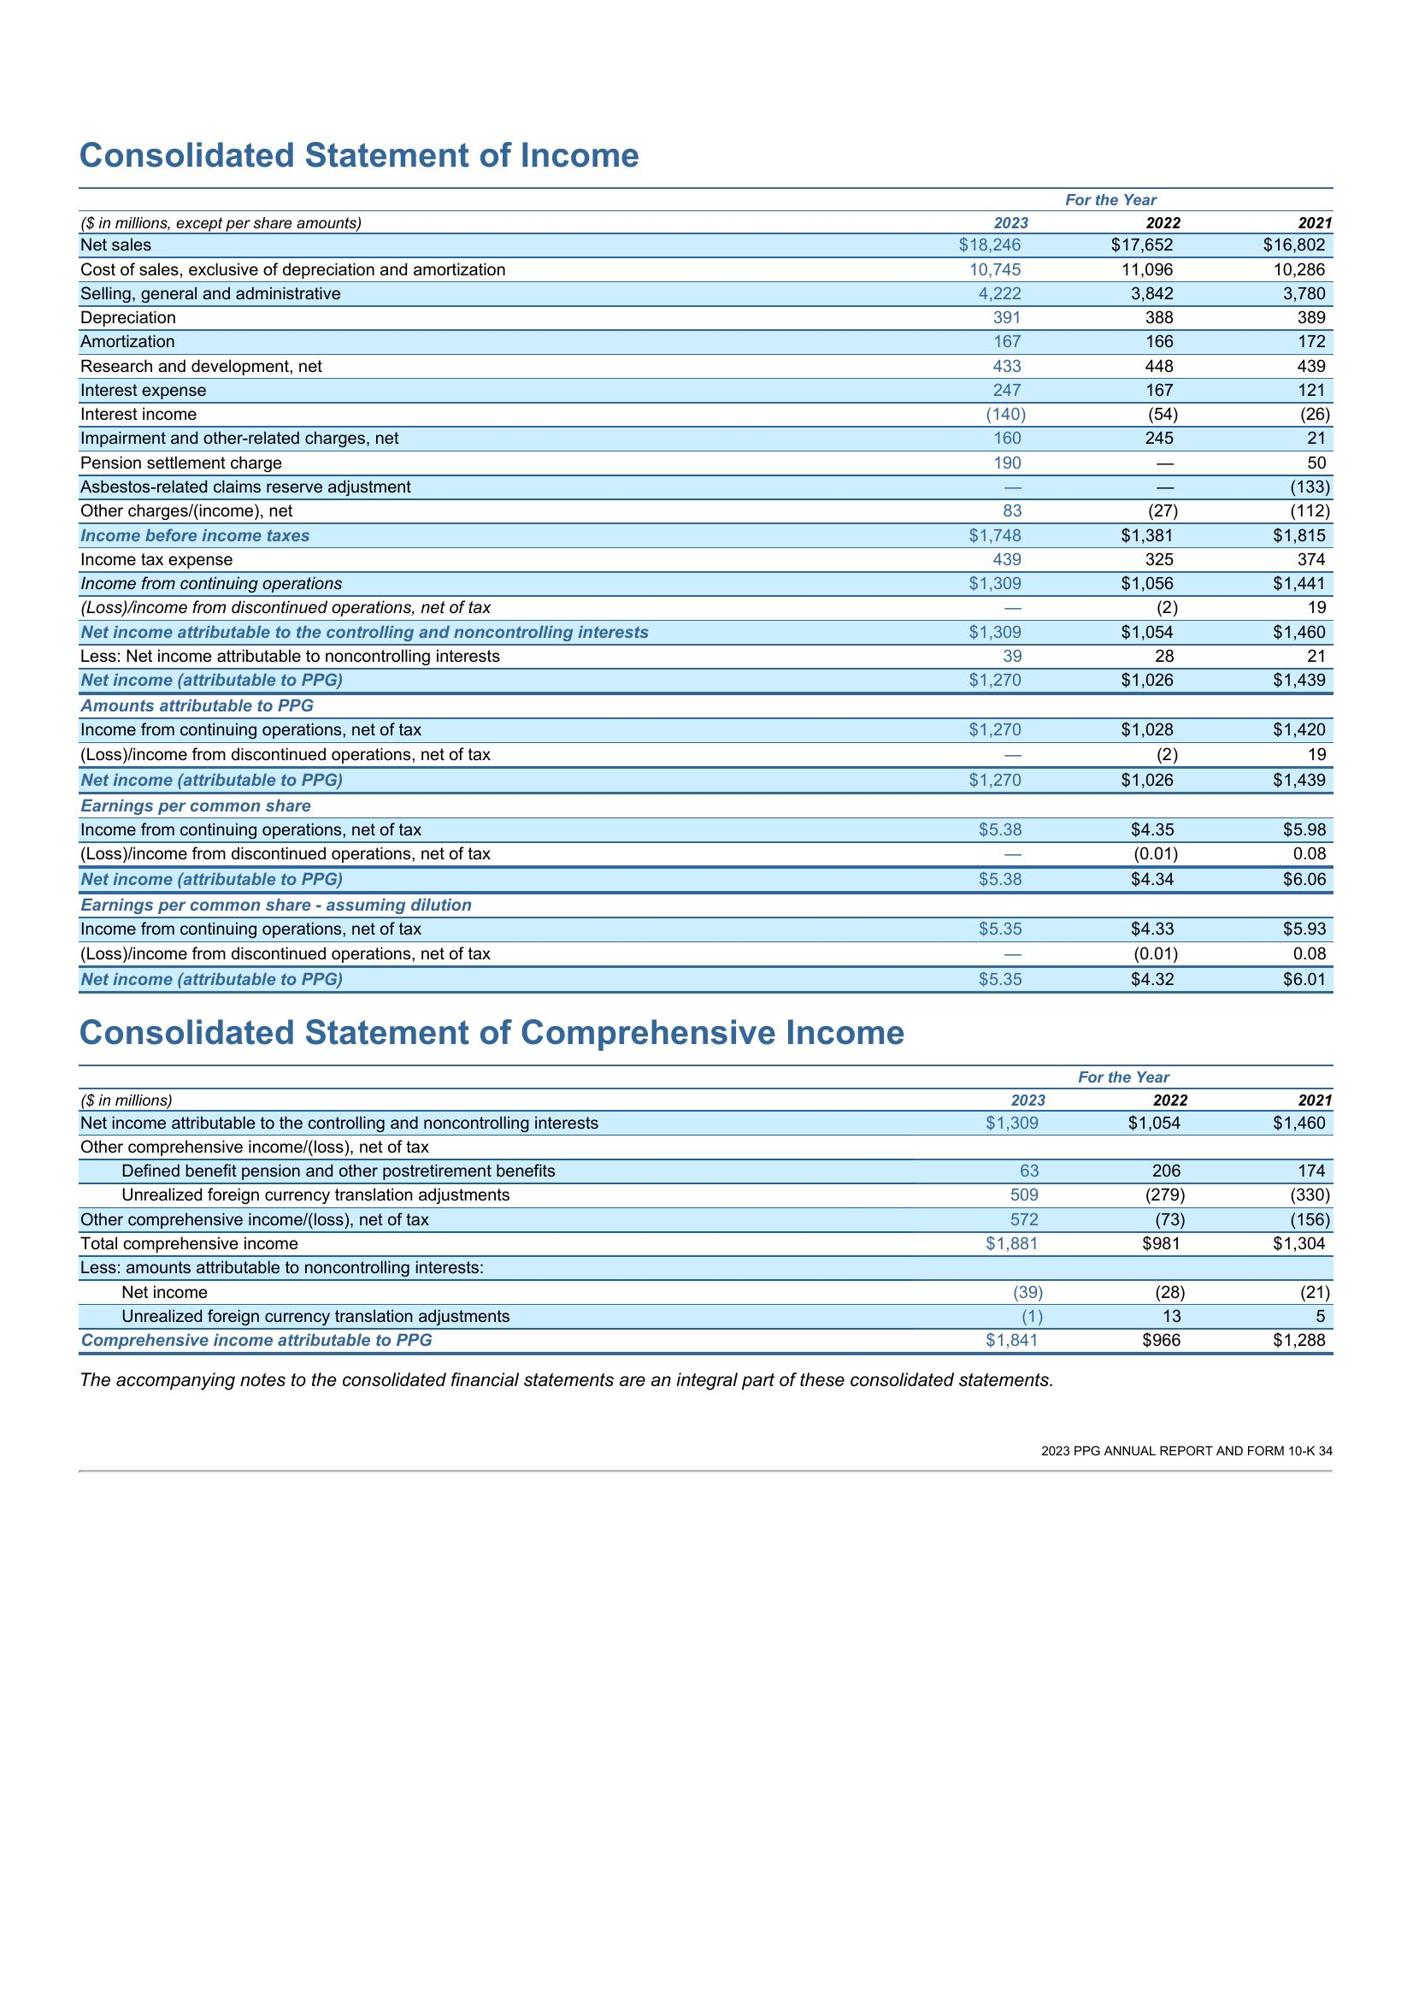 Consolidated Statement of Income
For the Year
($ in millions, except per share amounts) 2023 2022 2021
Net sales $18,246 $17,652 $16,802
Cost of sales, exclusive of depreciation and amortization 10,745 11,096 10,286
Selling, general and administrative 4,222 3,842 3,780
Depreciation 391 388 389
Amortization 167 166 172
Research and development, net 433 448 439
Interest expense 247 167 121
Interest income (140) (54) (26)
Impairment and other-related charges, net 160 245 21
Pension settlement charge 190 — 50
Asbestos-related claims reserve adjustment — — (133)
Other charges/(income), net 83 (27) (112)
Income before income taxes $1,748 $1,381 $1,815
Income tax expense 439 325 374
Income from continuing operations $1,309 $1,056 $1,441
(Loss)/income from discontinued operations, net of tax — (2) 19
Net income attributable to the controlling and noncontrolling interests $1,309 $1,054 $1,460
Less: Net income attributable to noncontrolling interests 39 28 21
Net income (attributable to PPG) $1,270 $1,026 $1,439
Amounts attributable to PPG
Income from continuing operations, net of tax $1,270 $1,028 $1,420
(Loss)/income from discontinued operations, net of tax — (2) 19
Net income (attributable to PPG) $1,270 $1,026 $1,439
Earnings per common share
Income from continuing operations, net of tax $5.38 $4.35 $5.98
(Loss)/income from discontinued operations, net of tax — (0.01) 0.08
Net income (attributable to PPG) $5.38 $4.34 $6.06
Earnings per common share - assuming dilution
Income from continuing operations, net of tax $5.35 $4.33 $5.93
(Loss)/income from discontinued operations, net of tax — (0.01) 0.08
Net income (attributable to PPG) $5.35 $4.32 $6.01
Consolidated Statement of Comprehensive Income
For the Year
($ in millions) 2023 2022 2021
Net income attributable to the controlling and noncontrolling interests $1,309 $1,054 $1,460
Other comprehensive income/(loss), net of tax
Defined benefit pension and other postretirement benefits 63 206 174
Unrealized foreign currency translation adjustments 509 (279) (330)
Other comprehensive income/(loss), net of tax 572 (73) (156)
Total comprehensive income $1,881 $981 $1,304
Less: amounts attributable to noncontrolling interests:
Net income (39) (28) (21)
Unrealized foreign currency translation adjustments (1) 13 5
Comprehensive income attributable to PPG $1,841 $966 $1,288
The accompanying notes to the consolidated financial statements are an integral part of these consolidated statements.
2023 PPG ANNUAL REPORT AND FORM 10-K 34